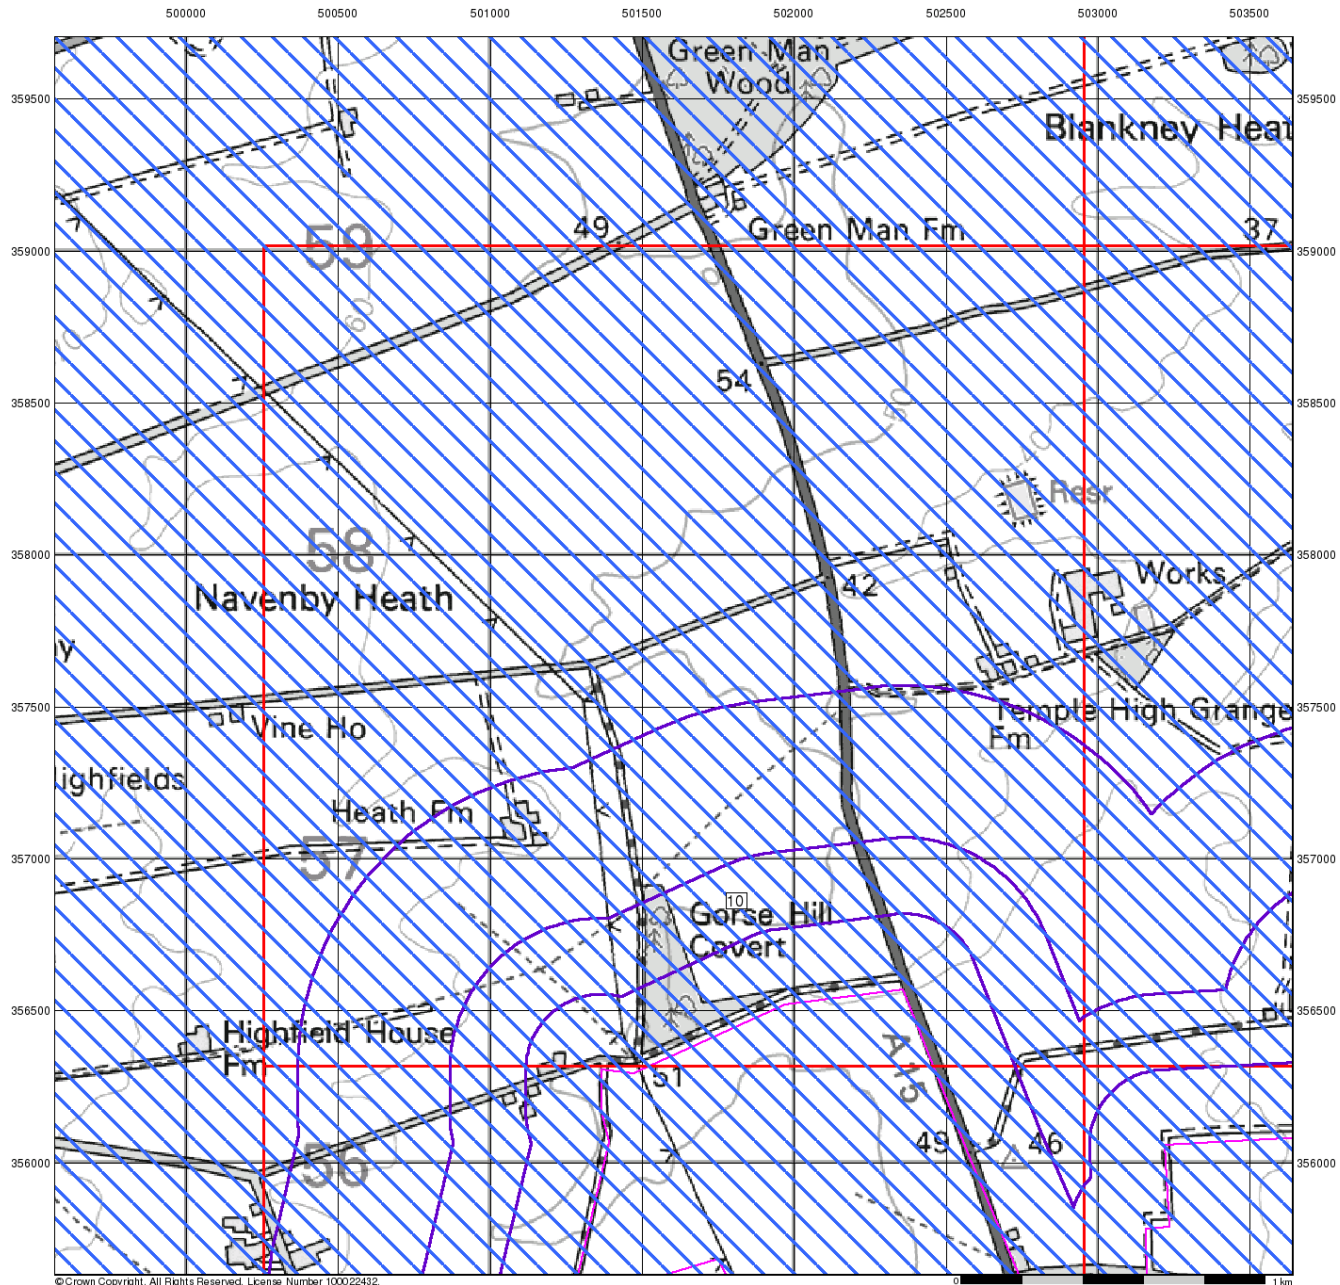 500000 500500 501000 501500 502000 502500 503000 503500
Green Man
Wood
359500 359500
Blankney Heat
49 Green Man Fm 37
59
359000 359000
60
54
358500 358500
50
40
Resr
58
358000 358000
Works
42
Navenby Heath
y
357500 357500
Vine Ho
Temple High Grange
Fm
Highfields
Heath Fm
57
357000 357000
10
Gorse Hill
Covert
356500 356500
Highfield House
Fm
51
A15
49 46
56
356000 356000
© Crown Copyright. All Rights Reserved. License Number 100022432.
0 1 km